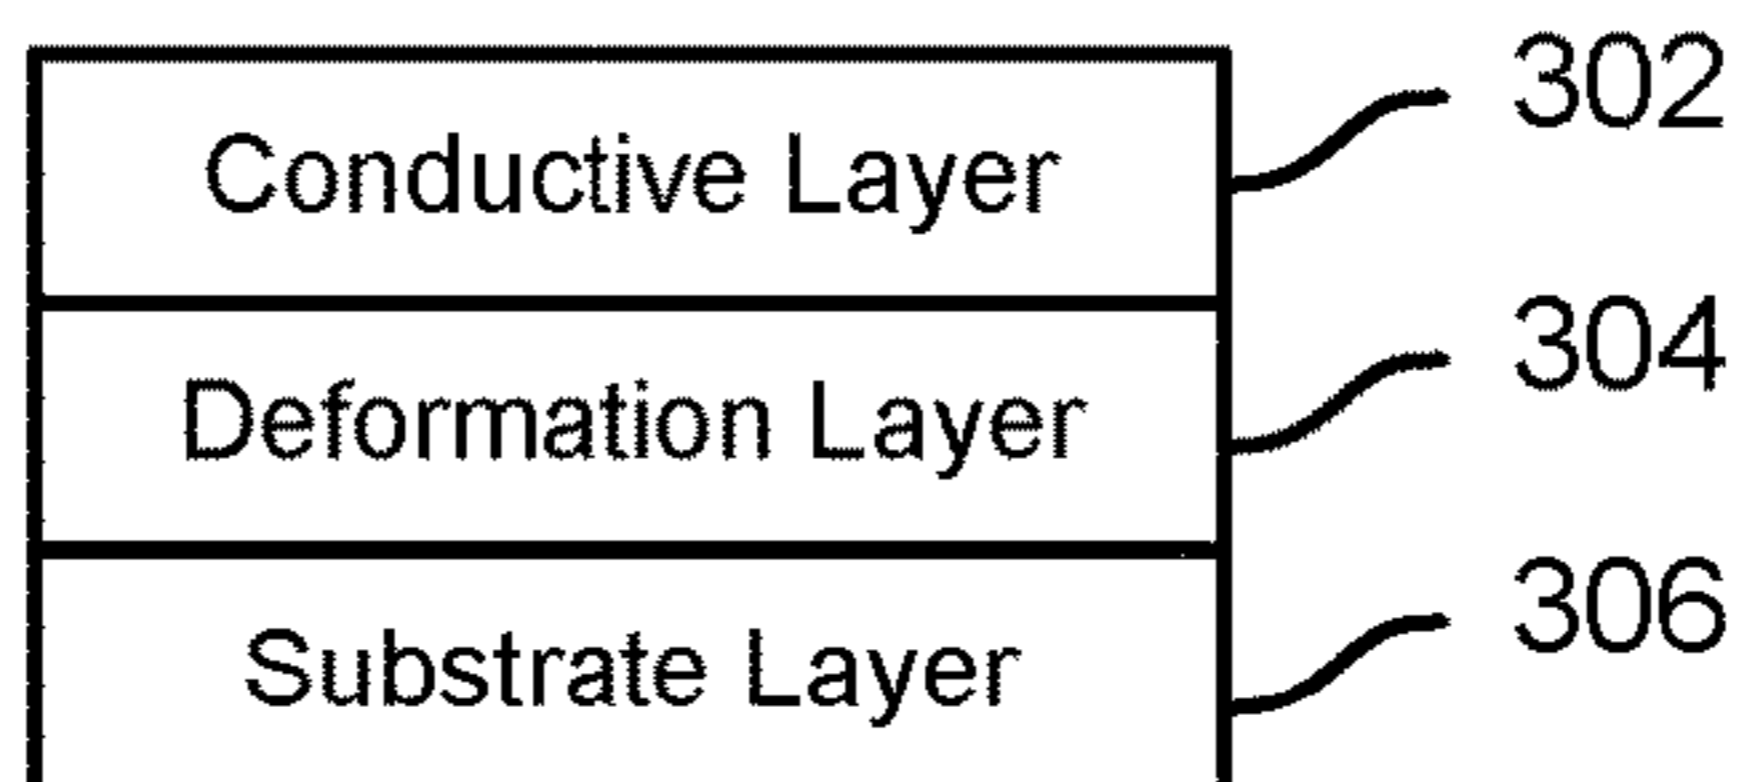 Conductive Layer 302
Deformation Layer 304
Substrate Layer 306